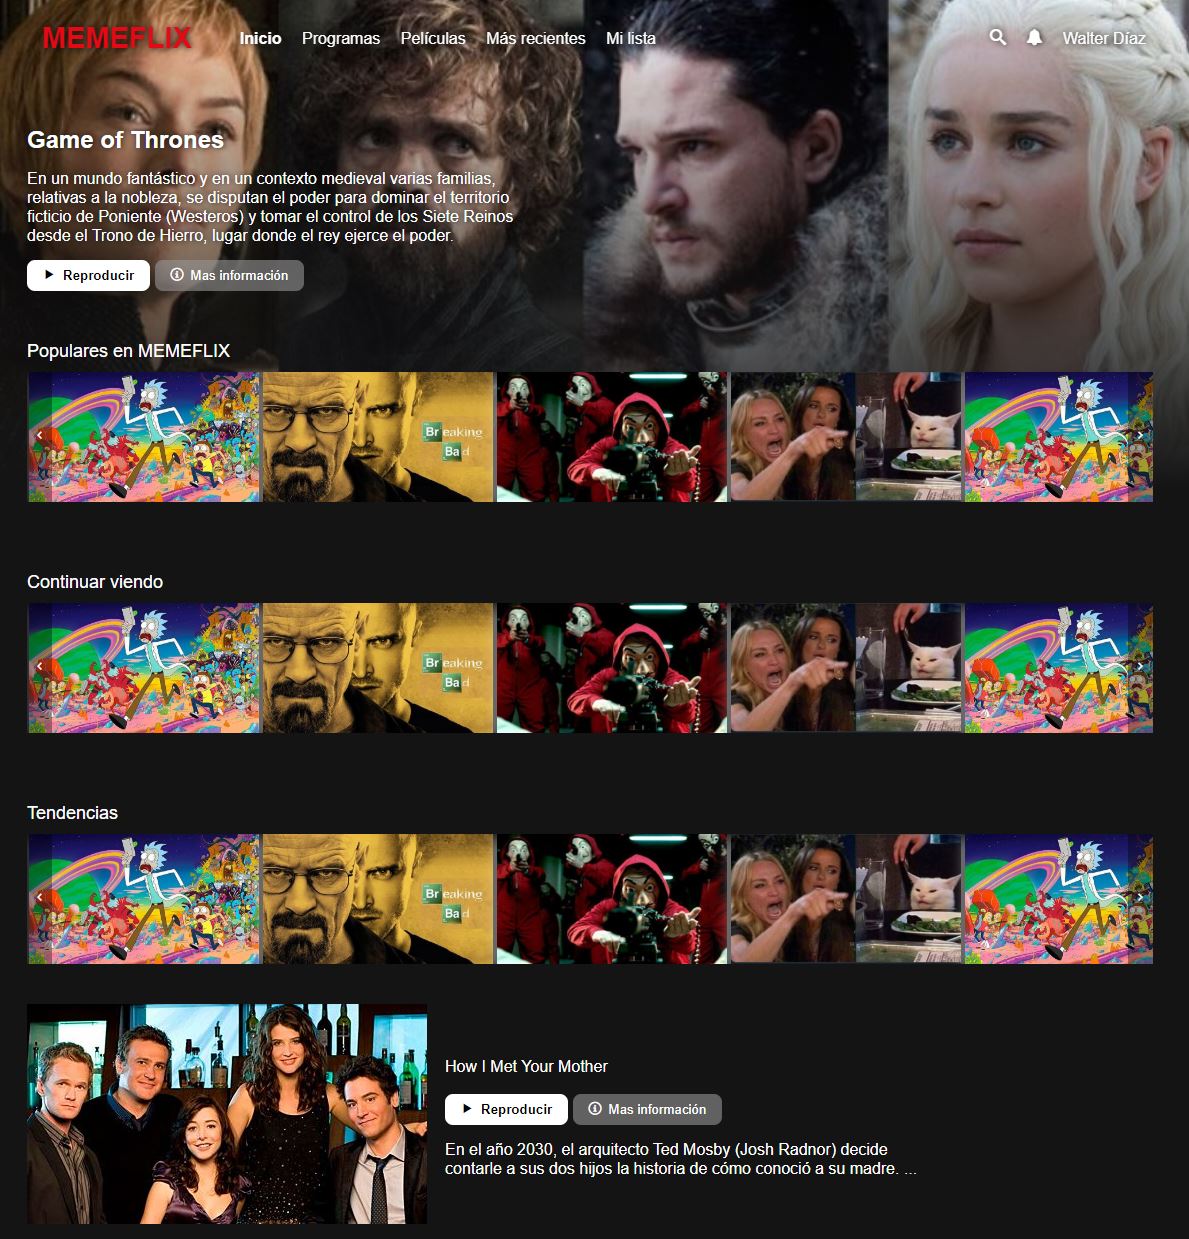 MEMEFLIX Inicio Programas Películas Más recientes Mi lista Walter Díaz
Game of Thrones
En un mundo fantástico y en un contexto medieval varias familias,
relativas a la nobleza, se disputan el poder para dominar el territorio
ficticio de Poniente (Westeros) y tomar el control de los Siete Reinos
desde el Trono de Hierro, lugar donde el rey ejerce el poder.
Reproducir Mas información
Populares en MEMEFLIX
Breaking
Bad
Continuar viendo
Breaking
Bad
Tendencias
Breaking
Bad
How I Met Your Mother
Reproducir Mas información
En el año 2030, el arquitecto Ted Mosby (Josh Radnor) decide
contarle a sus dos hijos la historia de cómo conoció a su madre. ...